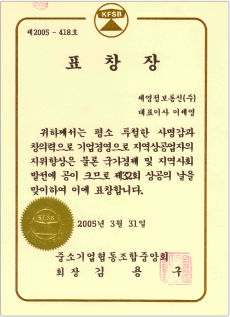 KFSB
제2005 - 418호
표 창 장
세명정보통신(주)
대표이사 이세영
귀하께서는 평소 투철한 사명감과
창의력으로 기업경영으로 지역상공업자의
지위향상은 물론 국가경제 및 지역사회
발전에 공이 크므로 제32회 상공의 날을
맞이하여 이에 표창합니다.
2005년 3월 31일
중소기업협동조합중앙회
회 장 김 용 구